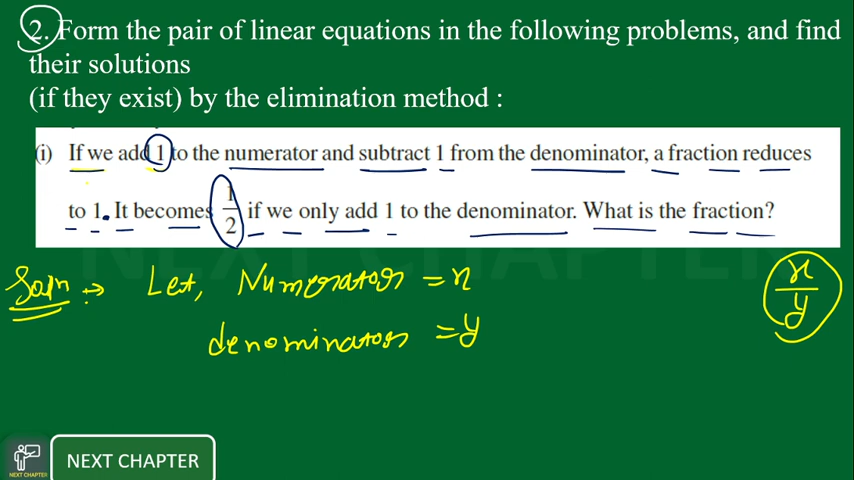 2. Form the pair of linear equations in the following problems, and find
their solutions
(if they exist) by the elimination method :
(i) If we add 1 to the numerator and subtract 1 from the denominator, a fraction reduces
to 1. It becomes 1/2 if we only add 1 to the denominator. What is the fraction?
Soln :→ Let, Numerator = x
x/y
denominator = y
NEXT CHAPTER
NEXT CHAPTER